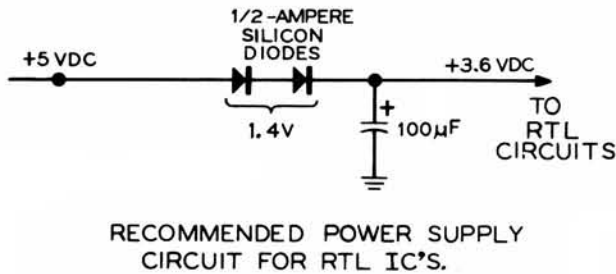 1/2-AMPERE
SILICON
DIODES
+5 VDC
+3.6 VDC
1.4V
+
100µF
TO
RTL
CIRCUITS
RECOMMENDED POWER SUPPLY
CIRCUIT FOR RTL IC'S.